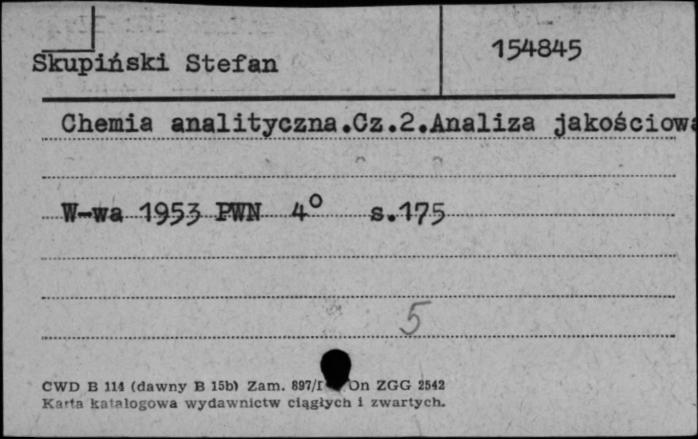 Skupiński Stefan
154845
Chemia analityczna.Cz.2.Analiza jakościowa
W-wa 1953 PWN 4° s.175
5
CWD B 114 (dawny B 15b) Zam. On ZGG 2542
Karta katalogowa wydawnictw ciągłych i zwartych.